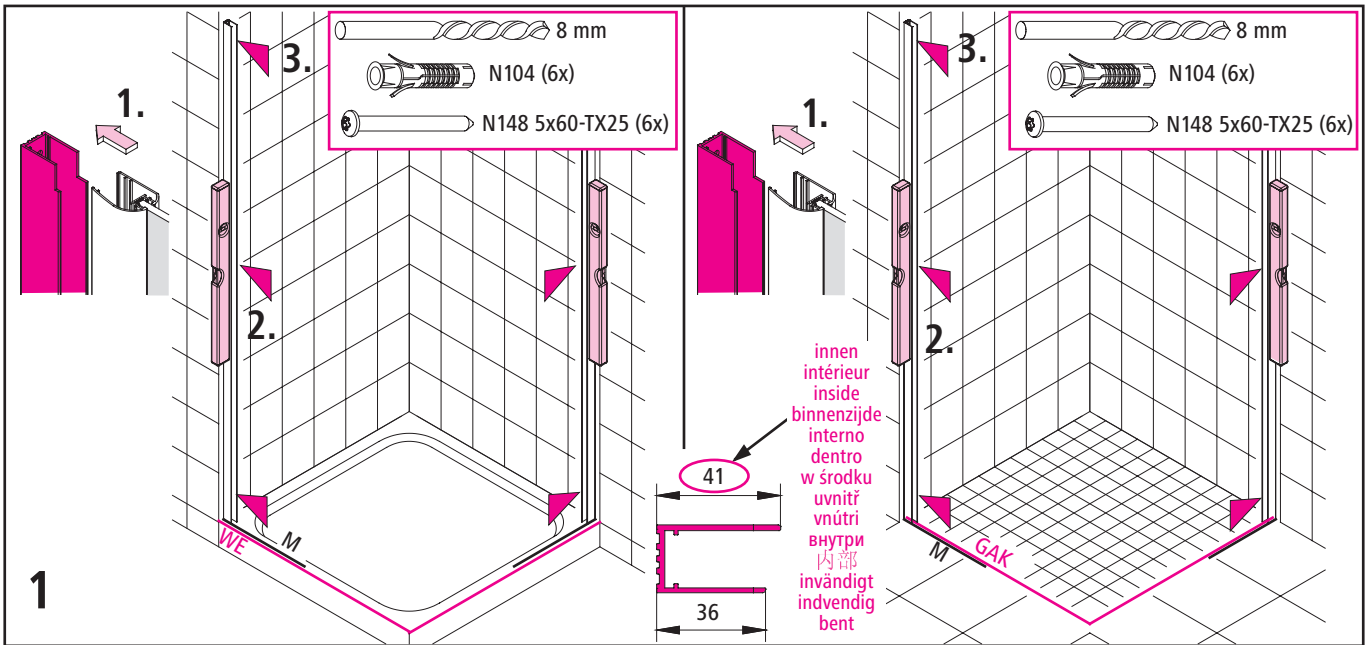 1.
3.
8 mm
N104 (6x)
N148 5x60-TX25 (6x)
2.
WE
M
1
innen
intérieur
inside
binnenzijde
interno
dentro
w środku
uvnitř
vnútri
внутри
内部
invändigt
indvendig
bent
41
36
1.
3.
8 mm
N104 (6x)
N148 5x60-TX25 (6x)
2.
M
GAK